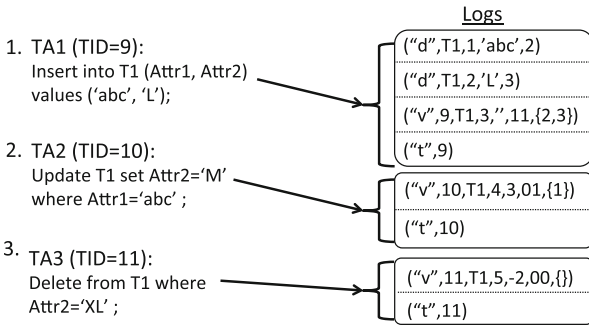 Logs
1. TA1 (TID=9):
Insert into T1 (Attr1, Attr2)
values (‘abc’, ‘L’);
(“d”,T1,1,’abc’,2)
(“d”,T1,2,’L’,3)
(“v”,9,T1,3,’’,11,{2,3})
(“t”,9)
2. TA2 (TID=10):
Update T1 set Attr2=‘M’
where Attr1=‘abc’ ;
(“v”,10,T1,4,3,01,{1})
(“t”,10)
3. TA3 (TID=11):
Delete from T1 where
Attr2=‘XL’ ;
(“v”,11,T1,5,-2,00,{})
(“t”,11)